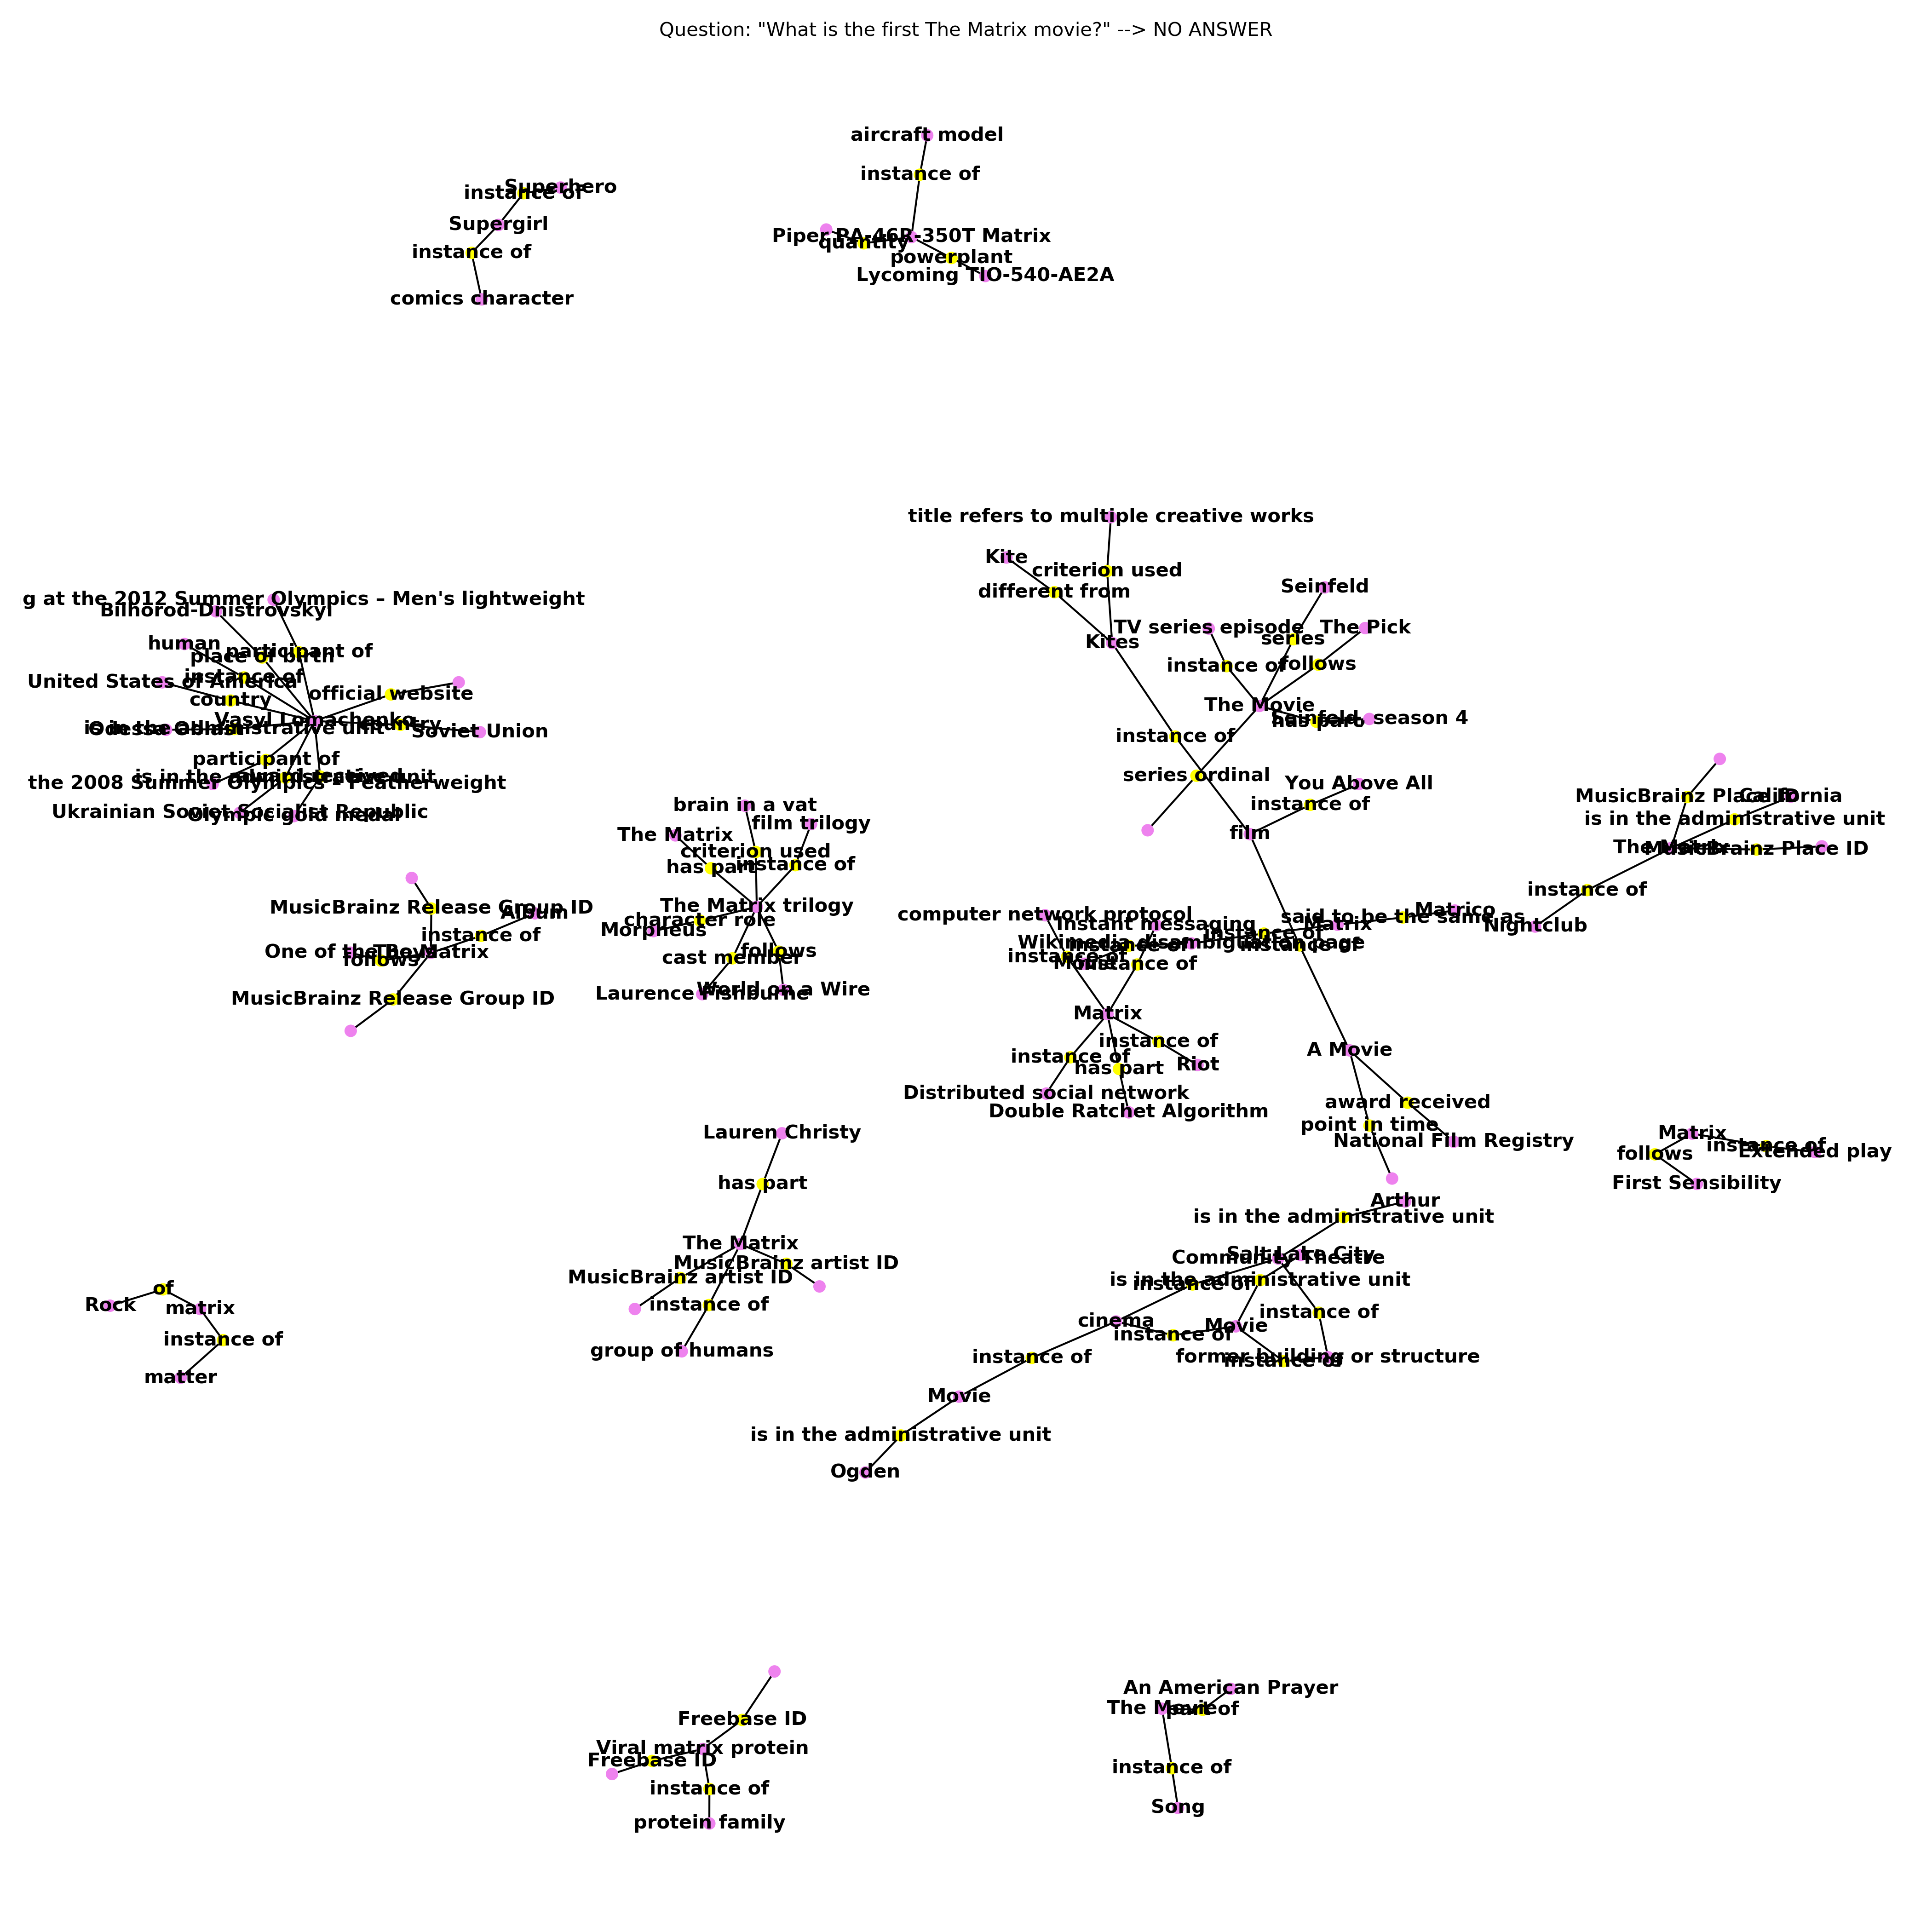 Question: "What is the first The Matrix movie?" --> NO ANSWER
aircraft model
instance of
Superhero
instance of
Supergirl
instance of
comics character
Piper PA-46R-350T Matrix
quantity
powerplant
Lycoming TIO-540-AE2A
title refers to multiple creative works
Kite
criterion used
different from
Kites
Seinfeld
TV series episode
The Pick
series
instance of
follows
The Movie
Seinfeld, season 4
has part
instance of
series ordinal
You Above All
instance of
film
g at the 2012 Summer Olympics – Men's lightweight
Bilhorod-Dnistrovskyi
human
participant of
place of birth
instance of
United States of America
country
official website
Vasyl Lomachenko
country
Soviet Union
Odessa Oblast
is in the administrative unit
participant of
is in the administrative unit
award received
the 2008 Summer Olympics – Featherweight
Ukrainian Soviet Socialist Republic
Olympic gold medal
brain in a vat
film trilogy
The Matrix
criterion used
has part
instance of
The Matrix trilogy
character role
Morpheus
follows
cast member
Laurence Fishburne
World on a Wire
MusicBrainz Release Group ID
Album
instance of
One of the Boys
The Matrix
follows
MusicBrainz Release Group ID
MusicBrainz Place ID
California
is in the administrative unit
The Matrix
MusicBrainz Place ID
instance of
Nightclub
computer network protocol
Matrico
said to be the same as
Instant messaging
Matrix
instance of
Wikimedia disambiguation page
instance of
instance of
instance of
Movie
instance of
Matrix
instance of
instance of
has part
Riot
Distributed social network
Double Ratchet Algorithm
A Movie
award received
point in time
National Film Registry
Matrix
instance of
follows
Extended play
First Sensibility
Lauren Christy
has part
The Matrix
MusicBrainz artist ID
MusicBrainz artist ID
instance of
group of humans
Arthur
is in the administrative unit
Salt Lake City
Community Theatre
is in the administrative unit
instance of
instance of
cinema
Movie
instance of
instance of
former building or structure
instance of
Movie
is in the administrative unit
Ogden
of
Rock
matrix
instance of
matter
Freebase ID
Viral matrix protein
Freebase ID
instance of
protein family
An American Prayer
The Movie
part of
instance of
Song